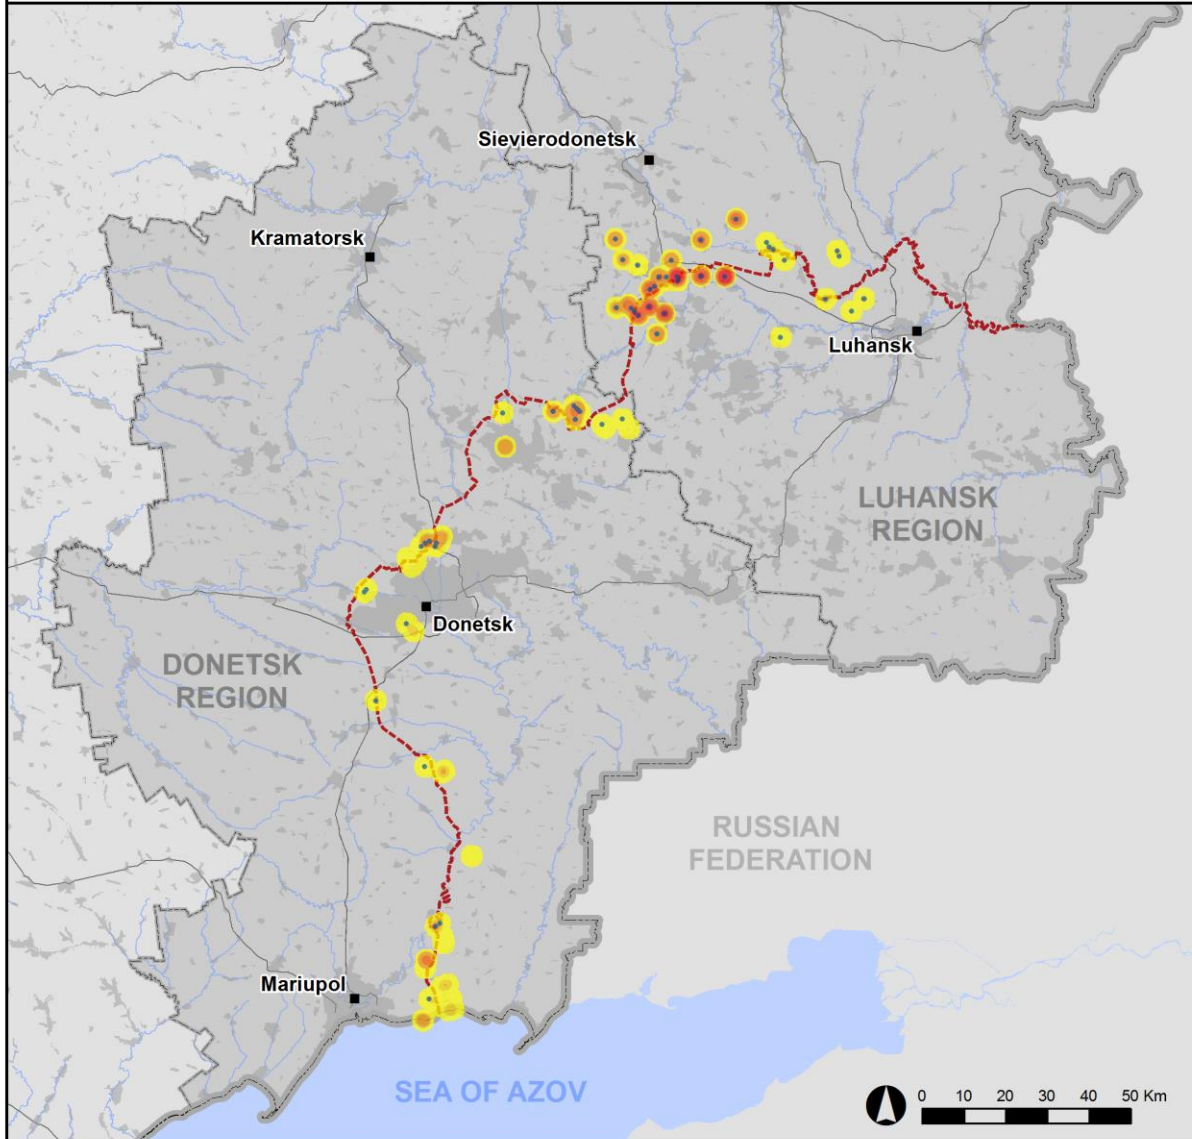 Sievierodonetsk
Kramatorsk
Luhansk
LUHANSK
REGION
Donetsk
DONETSK
REGION
RUSSIAN
FEDERATION
Mariupol
SEA OF AZOV
0 10 20 30 40 50 Km